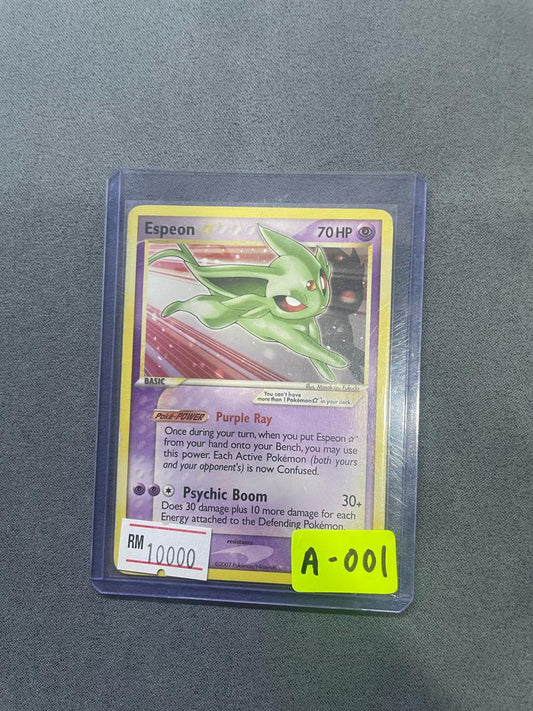 Espeon ☆ 70 HP
illus. Masakazu Fukuda
BASIC
You can't have
more than 1 Pokémon ☆ in your deck.
Poké-POWER Purple Ray
Once during your turn, when you put Espeon ☆
from your hand onto your Bench, you may use
this power. Each Active Pokémon (both yours
and your opponent's) is now Confused.
Psychic Boom 30+
Does 30 damage plus 10 more damage for each
Energy attached to the Defending Pokémon.
resistance
RM 10000
A-001
©2007 Pokémon/Nintendo